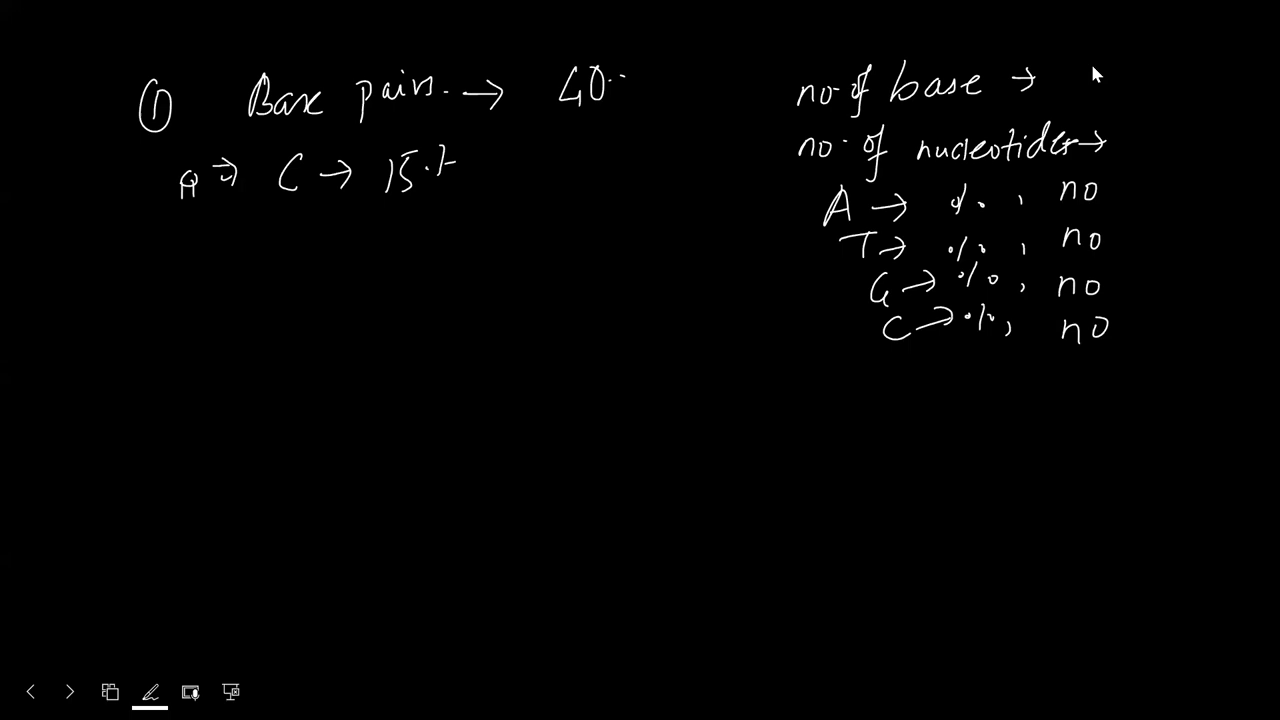 ① Base pairs. → 40..
A ⇒ C → 15.%
no. of base →
no. of nucleotides →
A → %, no
T → %, no
G → %, no
C → %, no